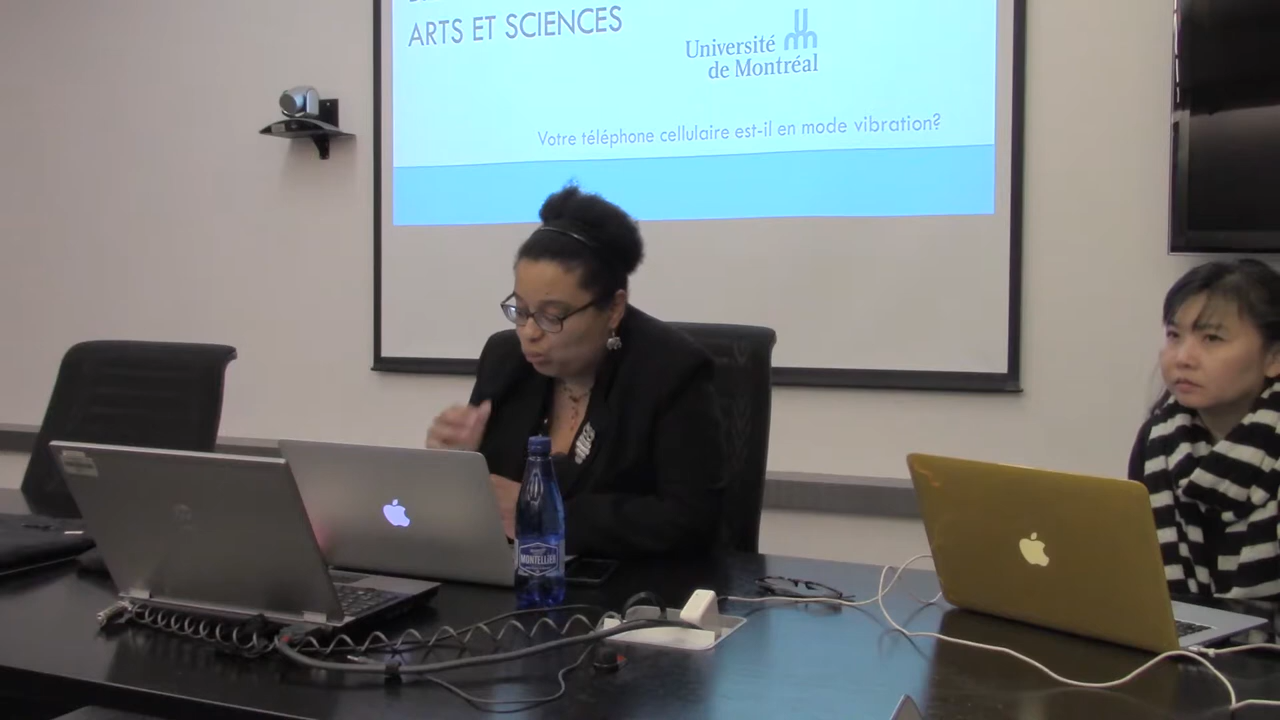 ARTS ET SCIENCES
Université
de Montréal
Votre téléphone cellulaire est-il en mode vibration?
MONTELLIER